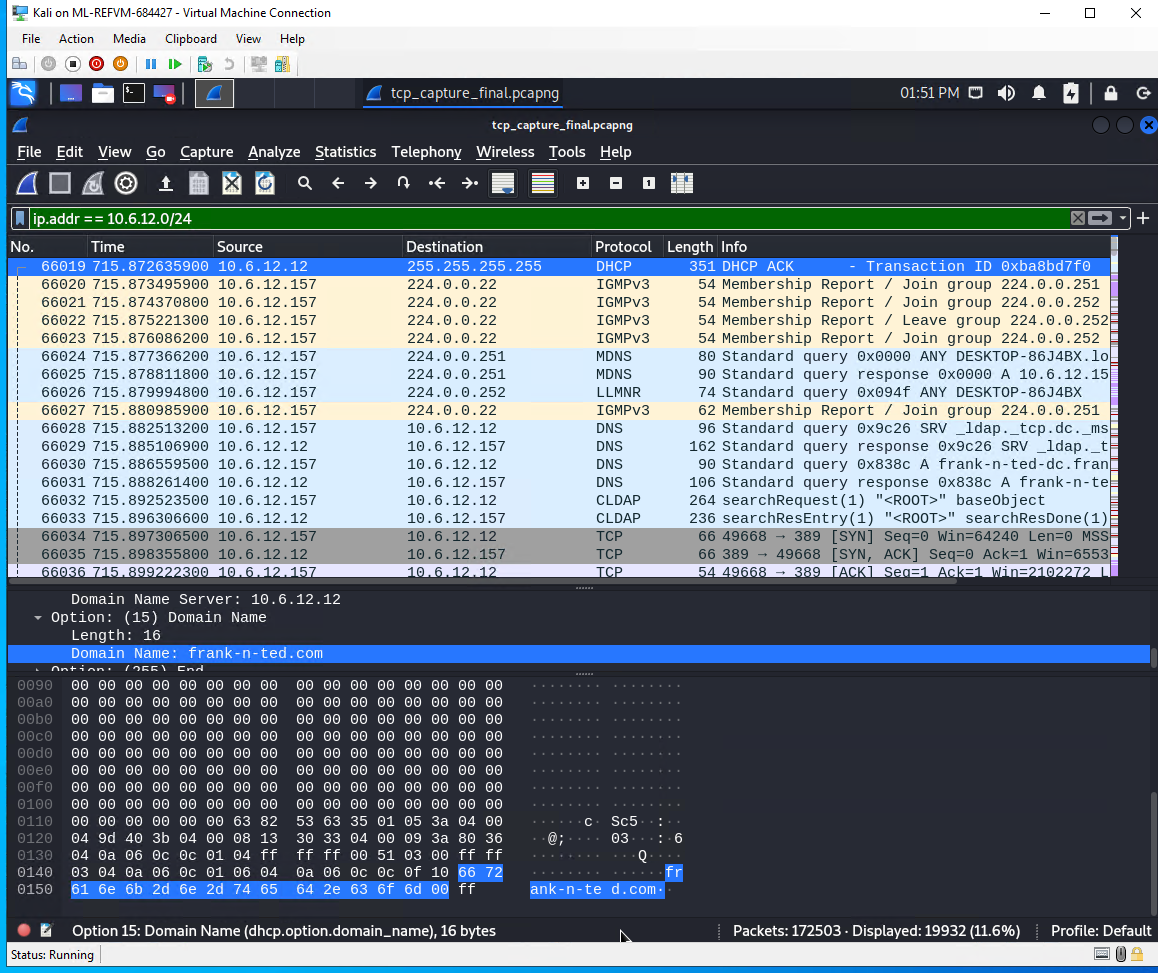 Kali on ML-REFVM-684427 - Virtual Machine Connection
File Action Media Clipboard View Help
tcp_capture_final.pcapng 01:51 PM
tcp_capture_final.pcapng
File Edit View Go Capture Analyze Statistics Telephony Wireless Tools Help
ip.addr == 10.6.12.0/24
No. Time Source Destination Protocol Length Info
66019 715.872635900 10.6.12.12 255.255.255.255 DHCP 351 DHCP ACK - Transaction ID 0xba8bd7f0
66020 715.873495900 10.6.12.157 224.0.0.22 IGMPv3 54 Membership Report / Join group 224.0.0.251
66021 715.874370800 10.6.12.157 224.0.0.22 IGMPv3 54 Membership Report / Join group 224.0.0.252
66022 715.875221300 10.6.12.157 224.0.0.22 IGMPv3 54 Membership Report / Leave group 224.0.0.252
66023 715.876086200 10.6.12.157 224.0.0.22 IGMPv3 54 Membership Report / Join group 224.0.0.252
66024 715.877366200 10.6.12.157 224.0.0.251 MDNS 80 Standard query 0x0000 ANY DESKTOP-86J4BX.lo
66025 715.878811800 10.6.12.157 224.0.0.251 MDNS 90 Standard query response 0x0000 A 10.6.12.15
66026 715.879994800 10.6.12.157 224.0.0.252 LLMNR 74 Standard query 0x094f ANY DESKTOP-86J4BX
66027 715.880985900 10.6.12.157 224.0.0.22 IGMPv3 62 Membership Report / Join group 224.0.0.251
66028 715.882513200 10.6.12.157 10.6.12.12 DNS 96 Standard query 0x9c26 SRV _ldap._tcp.dc._ms
66029 715.885106900 10.6.12.12 10.6.12.157 DNS 162 Standard query response 0x9c26 SRV _ldap._t
66030 715.886559500 10.6.12.157 10.6.12.12 DNS 90 Standard query 0x838c A frank-n-ted-dc.fran
66031 715.888261400 10.6.12.12 10.6.12.157 DNS 106 Standard query response 0x838c A frank-n-te
66032 715.892523500 10.6.12.157 10.6.12.12 CLDAP 264 searchRequest(1) "<ROOT>" baseObject
66033 715.896306600 10.6.12.12 10.6.12.157 CLDAP 236 searchResEntry(1) "<ROOT>" searchResDone(1)
66034 715.897306500 10.6.12.157 10.6.12.12 TCP 66 49668 → 389 [SYN] Seq=0 Win=64240 Len=0 MSS
66035 715.898355800 10.6.12.12 10.6.12.157 TCP 66 389 → 49668 [SYN, ACK] Seq=0 Ack=1 Win=6553
66036 715.899222300 10.6.12.157 10.6.12.12 TCP 54 49668 → 389 [ACK] Seq=1 Ack=1 Win=2102272 L
Domain Name Server: 10.6.12.12
Option: (15) Domain Name
Length: 16
Domain Name: frank-n-ted.com
Option: (255) End
0090 00 00 00 00 00 00 00 00 00 00 00 00 00 00 00 00 ········ ········
00a0 00 00 00 00 00 00 00 00 00 00 00 00 00 00 00 00 ········ ········
00b0 00 00 00 00 00 00 00 00 00 00 00 00 00 00 00 00 ········ ········
00c0 00 00 00 00 00 00 00 00 00 00 00 00 00 00 00 00 ········ ········
00d0 00 00 00 00 00 00 00 00 00 00 00 00 00 00 00 00 ········ ········
00e0 00 00 00 00 00 00 00 00 00 00 00 00 00 00 00 00 ········ ········
00f0 00 00 00 00 00 00 00 00 00 00 00 00 00 00 00 00 ········ ········
0100 00 00 00 00 00 00 00 00 00 00 00 00 00 00 00 00 ········ ········
0110 00 00 00 00 00 00 63 82 53 63 35 01 05 3a 04 00 ······c· Sc5··:··
0120 04 9d 40 3b 04 00 08 13 30 33 04 00 09 3a 80 36 ··@;···· 03···:·6
0130 04 0a 06 0c 0c 01 04 ff ff ff 00 51 03 00 ff ff ········ ···Q····
0140 03 04 0a 06 0c 01 06 04 0a 06 0c 0c 0f 10 66 72 ········ ······fr
0150 61 6e 6b 2d 6e 2d 74 65 64 2e 63 6f 6d 00 ff ank-n-te d.com··
Option 15: Domain Name (dhcp.option.domain_name), 16 bytes Packets: 172503 · Displayed: 19932 (11.6%) Profile: Default
Status: Running